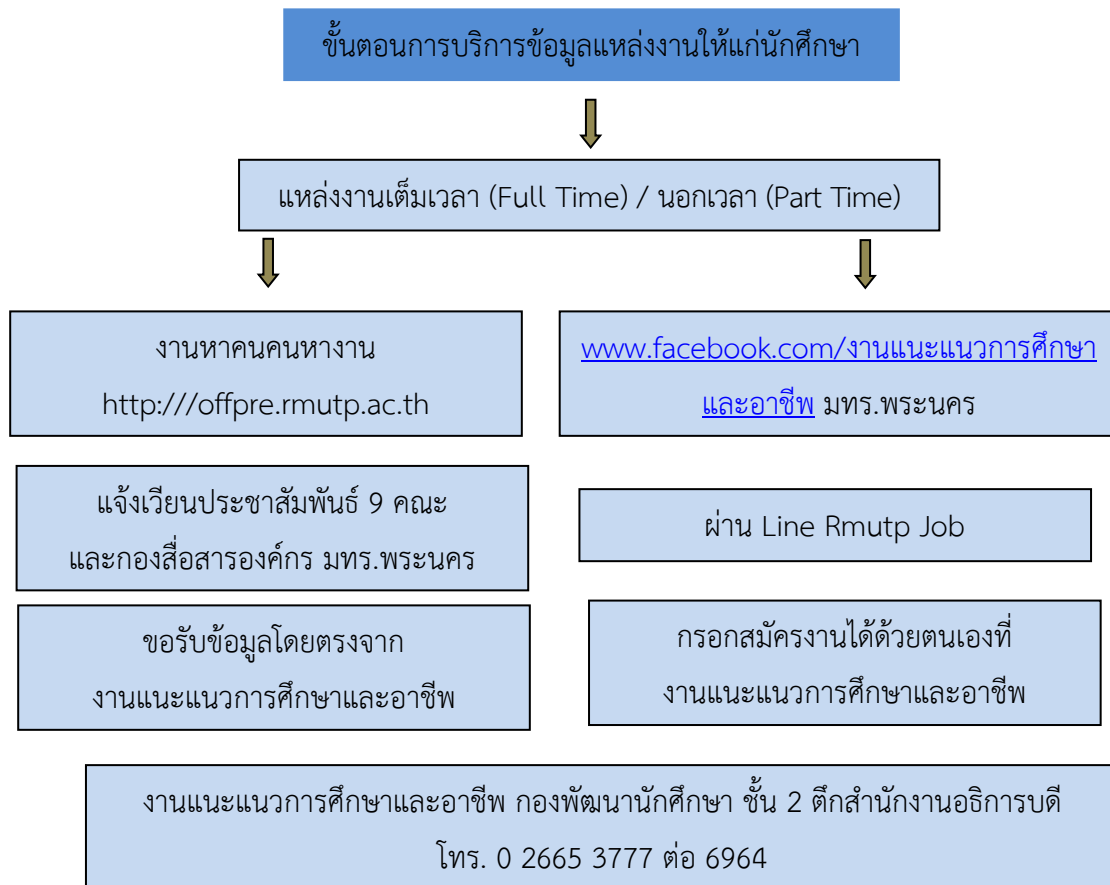 ขั้นตอนการบริการข้อมูลแหล่งงานให้แก่นักศึกษา
แหล่งงานเต็มเวลา (Full Time) / นอกเวลา (Part Time)
งานหาคนคนหางาน
http:///offpre.rmutp.ac.th
www.facebook.com/งานแนะแนวการศึกษา
และอาชีพ มทร.พระนคร
แจ้งเวียนประชาสัมพันธ์ 9 คณะ
และกองสื่อสารองค์กร มทร.พระนคร
ผ่าน Line Rmutp Job
ขอรับข้อมูลโดยตรงจาก
งานแนะแนวการศึกษาและอาชีพ
กรอกสมัครงานได้ด้วยตนเองที่
งานแนะแนวการศึกษาและอาชีพ
งานแนะแนวการศึกษาและอาชีพ กองพัฒนานักศึกษา ชั้น 2 ตึกสำนักงานอธิการบดี
โทร. 0 2665 3777 ต่อ 6964